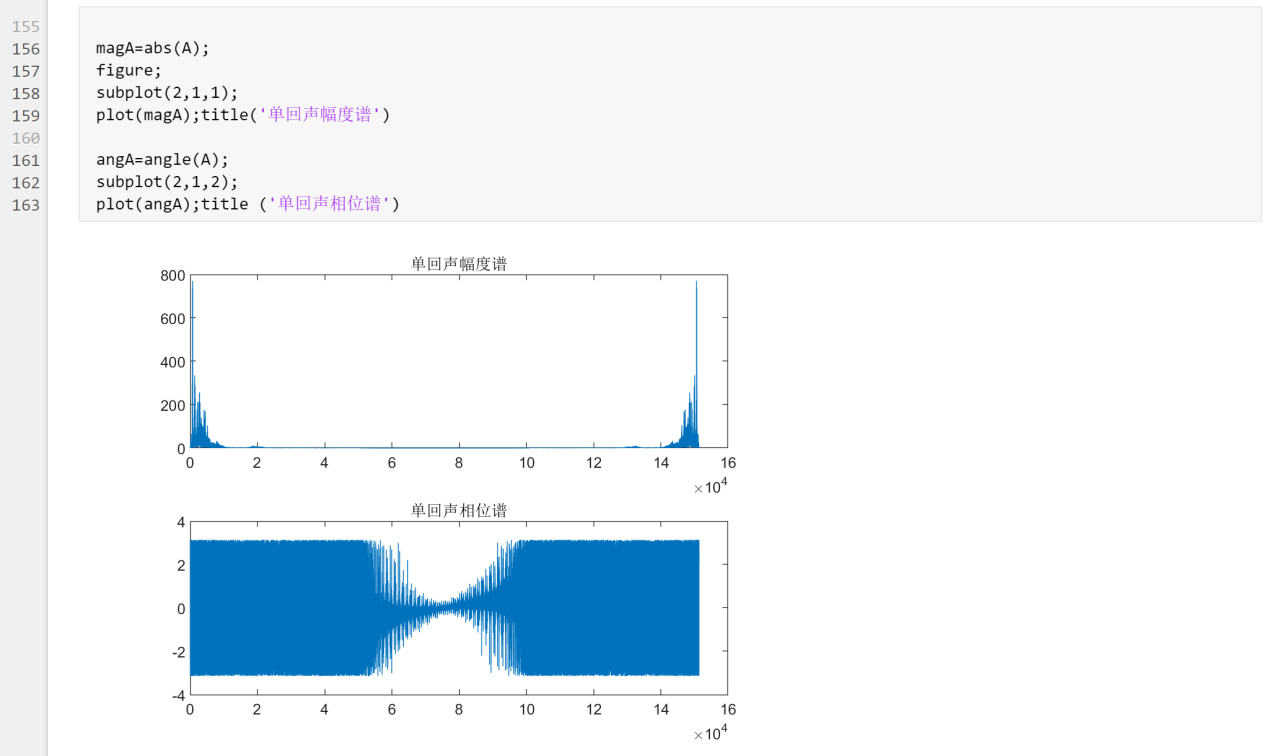 155
156 magA=abs(A);
157 figure;
158 subplot(2,1,1);
159 plot(magA);title('单回声幅度谱')
160
161 angA=angle(A);
162 subplot(2,1,2);
163 plot(angA);title ('单回声相位谱')
单回声幅度谱
800
600
400
200
0
0 2 4 6 8 10 12 14 16
×10⁴
单回声相位谱
4
2
0
-2
-4
0 2 4 6 8 10 12 14 16
×10⁴